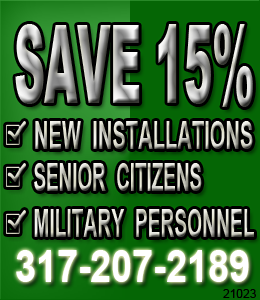 SAVE 15%
NEW INSTALLATIONS
SENIOR CITIZENS
MILITARY PERSONNEL
317-207-2189
21023